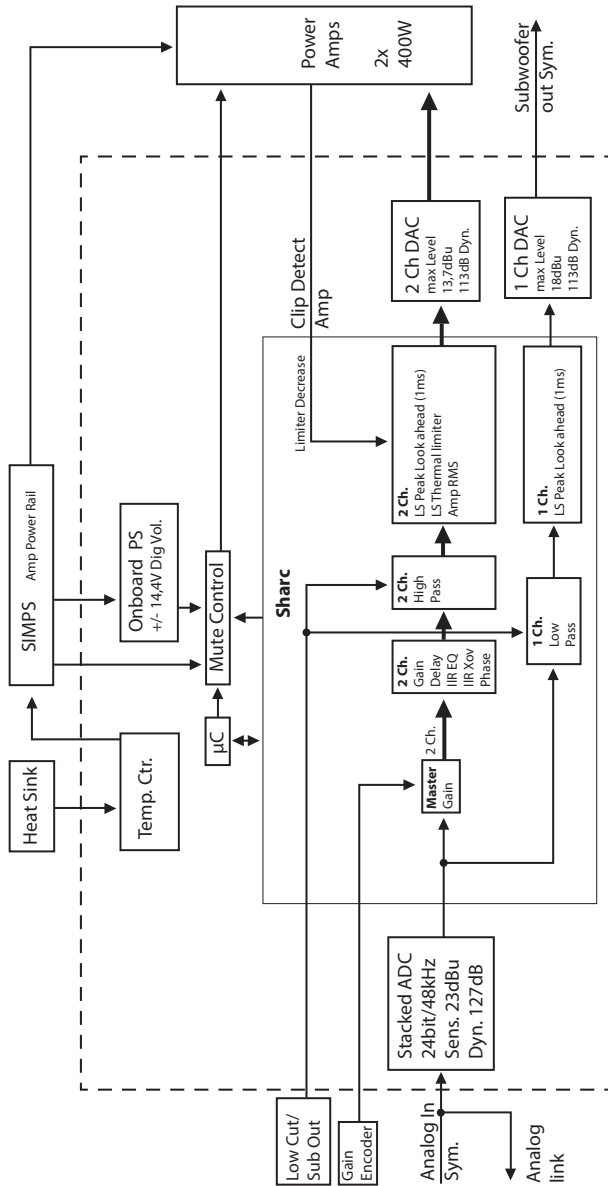 Heat Sink
SIMPS
Amp Power Rail
Temp. Ctr.
Onboard PS
+/- 14,4V Dig Vol.
µC
Mute Control
Power
Amps
2x
400W
Low Cut/
Sub Out
Gain
Encoder
Analog In
Sym.
Analog
link
Stacked ADC
24bit/48kHz
Sens. 23dBu
Dyn. 127dB
Sharc
Master
Gain
2 Ch.
2 Ch.
Gain
Delay
IIR EQ
IIR Xov
Phase
2 Ch.
High
Pass
Limiter Decrease
Clip Detect
Amp
2 Ch.
LS Peak Look ahead (1ms)
LS Thermal limiter
Amp RMS
2 Ch DAC
max Level
13,7dBu
113dB Dyn.
1 Ch.
Low
Pass
1 Ch.
LS Peak Look ahead (1ms)
1 Ch DAC
max Level
18dBu
113dB Dyn.
Subwoofer
out Sym.